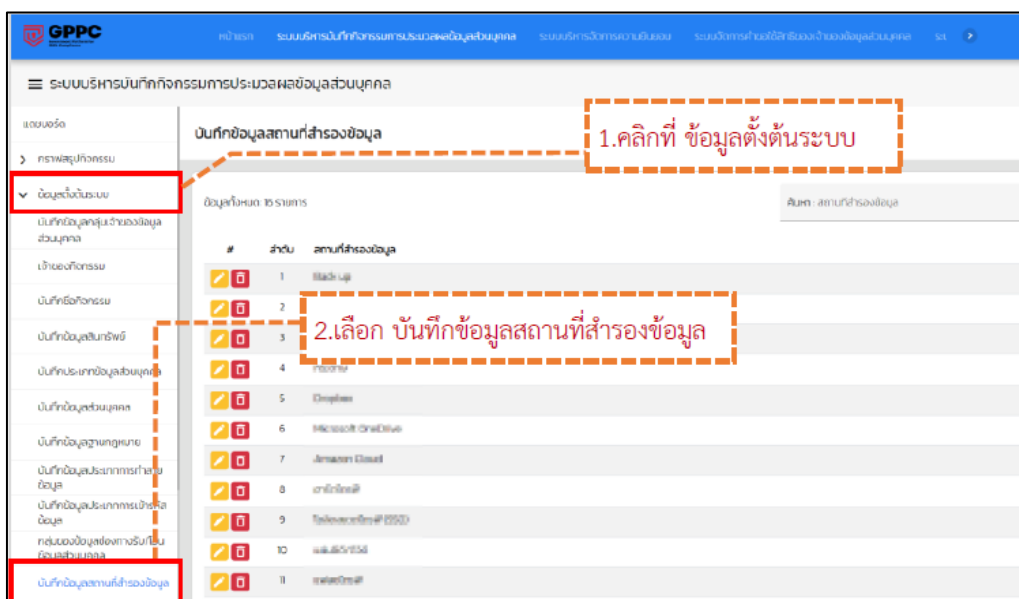 GPPC
หน้าแรก ระบบบริหารบันทึกกิจกรรมการประมวลผลข้อมูลส่วนบุคคล ระบบบริหารจัดการความยินยอม ระบบจัดการคำขอใช้สิทธิของเจ้าของข้อมูลส่วนบุคคล
ระบบบริหารบันทึกกิจกรรมการประมวลผลข้อมูลส่วนบุคคล
แดชบอร์ด
กราฟสรุปกิจกรรม
ข้อมูลตั้งต้นระบบ
บันทึกข้อมูลกลุ่มเจ้าของข้อมูล
ส่วนบุคคล
เจ้าของกิจกรรม
บันทึกชื่อกิจกรรม
บันทึกข้อมูลสินทรัพย์
บันทึกประเภทข้อมูลส่วนบุคคล
บันทึกข้อมูลส่วนบุคคล
บันทึกข้อมูลฐานกฎหมาย
บันทึกข้อมูลประเภทการทำลาย
ข้อมูล
บันทึกข้อมูลประเภทการเข้ารหัส
ข้อมูล
กลุ่มของข้อมูลช่องทางรับ
ข้อมูลส่วนบุคคล
บันทึกข้อมูลสถานที่สำรองข้อมูล
บันทึกข้อมูลสถานที่สำรองข้อมูล
1.คลิกที่ ข้อมูลตั้งต้นระบบ
ข้อมูลทั้งหมด 15 รายการ
ค้นหา : สถานที่สำรองข้อมูล
# ลำดับ สถานที่สำรองข้อมูล
1
2
2.เลือก บันทึกข้อมูลสถานที่สำรองข้อมูล
3
4
5 Dropbox
6 Microsoft OneDrive
7
8
9
10
11